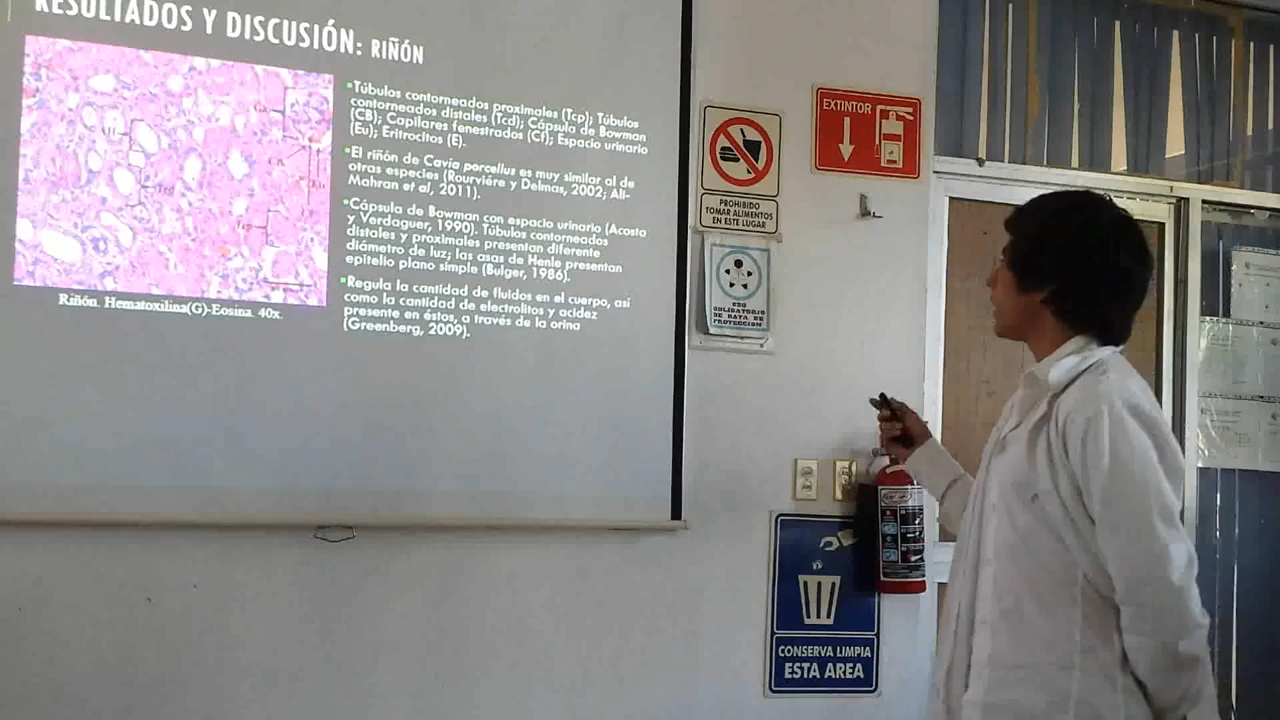 RESULTADOS Y DISCUSIÓN: RIÑÓN
Túbulos contorneados proximales (Tcp); Túbulos
contorneados distales (Tcd); Cápsula de Bowman
(CB); Capilares fenestrados (Cf); Espacio urinario
(Eu); Eritrocitos (E).
El riñón de Cavia porcellus es muy similar al de
otras especies (Rourviére y Delmas, 2002; All-
Mahran et al, 2011).
Cápsula de Bowman con espacio urinario (Acosta
y Verdaguer, 1990). Túbulos contorneados
distales y proximales presentan diferente
diámetro de luz; las asas de Henle presentan
epitelio plano simple (Bulger, 1986).
Regula la cantidad de fluidos en el cuerpo, asi
como la cantidad de electrolitos y acidez
presente en éstos, a través de la orina
(Greenberg, 2009).
Riñón. Hematoxilina(G)-Eosina. 40x.
EXTINTOR
PROHIBIDO
TOMAR ALIMENTOS
EN ESTE LUGAR
USO
OBLIGATORIO
DE BATA DE
PROTECCION
CONSERVA LIMPIA
ESTA AREA